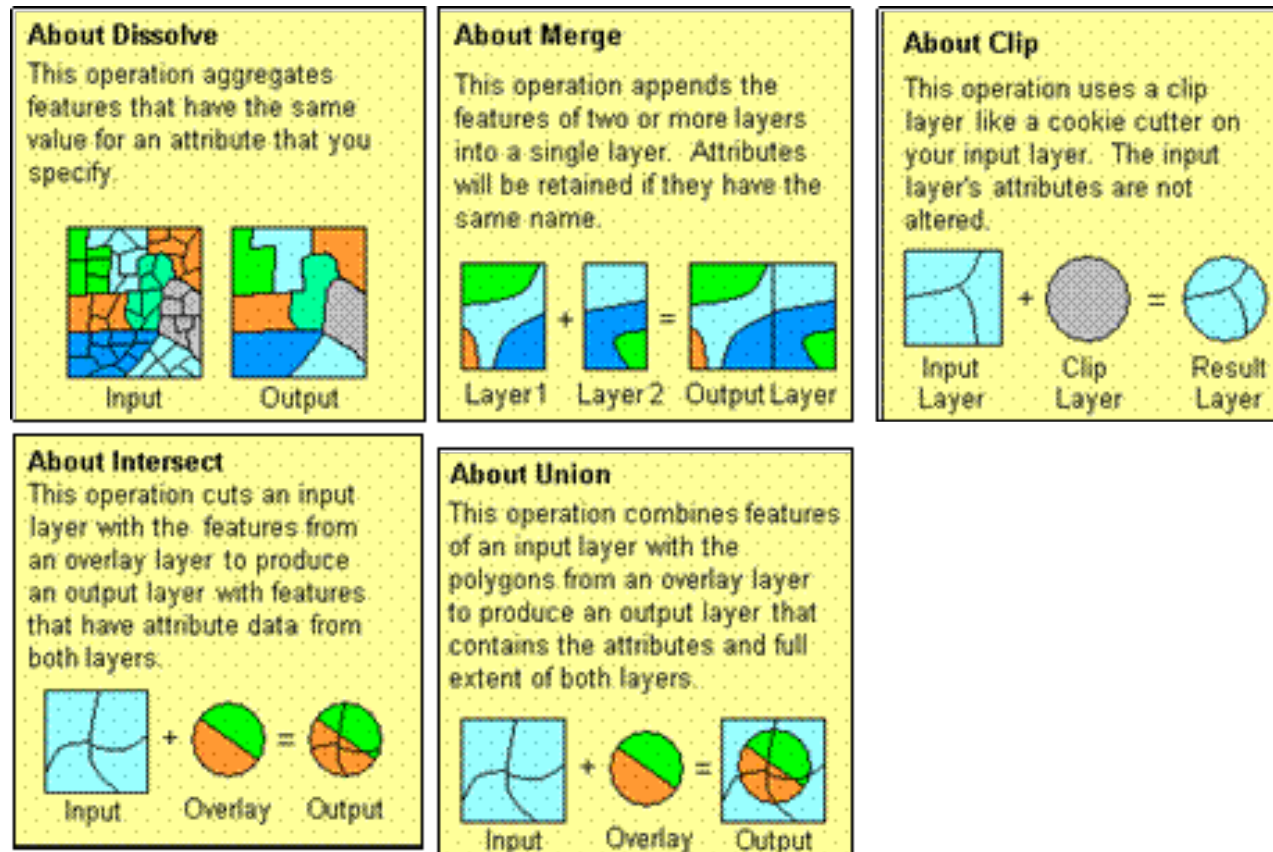 About Dissolve
This operation aggregates
features that have the same
value for an attribute that you
specify.
Input
Output
About Merge
This operation appends the
features of two or more layers
into a single layer. Attributes
will be retained if they have the
same name.
+
=
Layer 1
Layer 2
Output Layer
About Clip
This operation uses a clip
layer like a cookie cutter on
your input layer. The input
layer's attributes are not
altered.
+
=
Input
Layer
Clip
Layer
Result
Layer
About Intersect
This operation cuts an input
layer with the features from
an overlay layer to produce
an output layer with features
that have attribute data from
both layers.
+
=
Input
Overlay
Output
About Union
This operation combines features
of an input layer with the
polygons from an overlay layer
to produce an output layer that
contains the attributes and full
extent of both layers.
+
=
Input
Overlay
Output